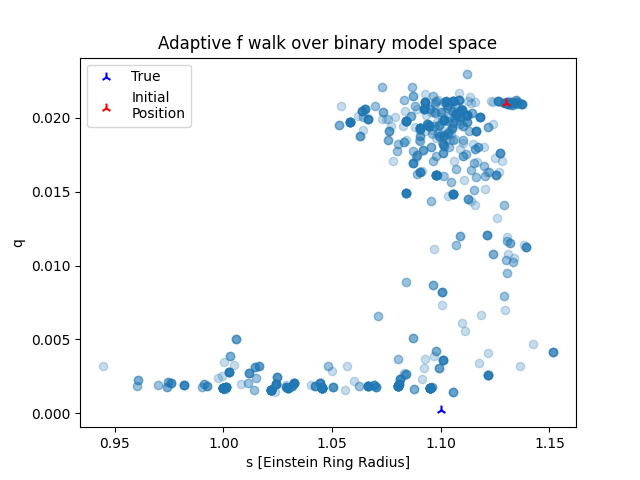 Adaptive f walk over binary model space
True
Initial
Position
q
0.020
0.015
0.010
0.005
0.000
0.95
1.00
1.05
1.10
1.15
s [Einstein Ring Radius]